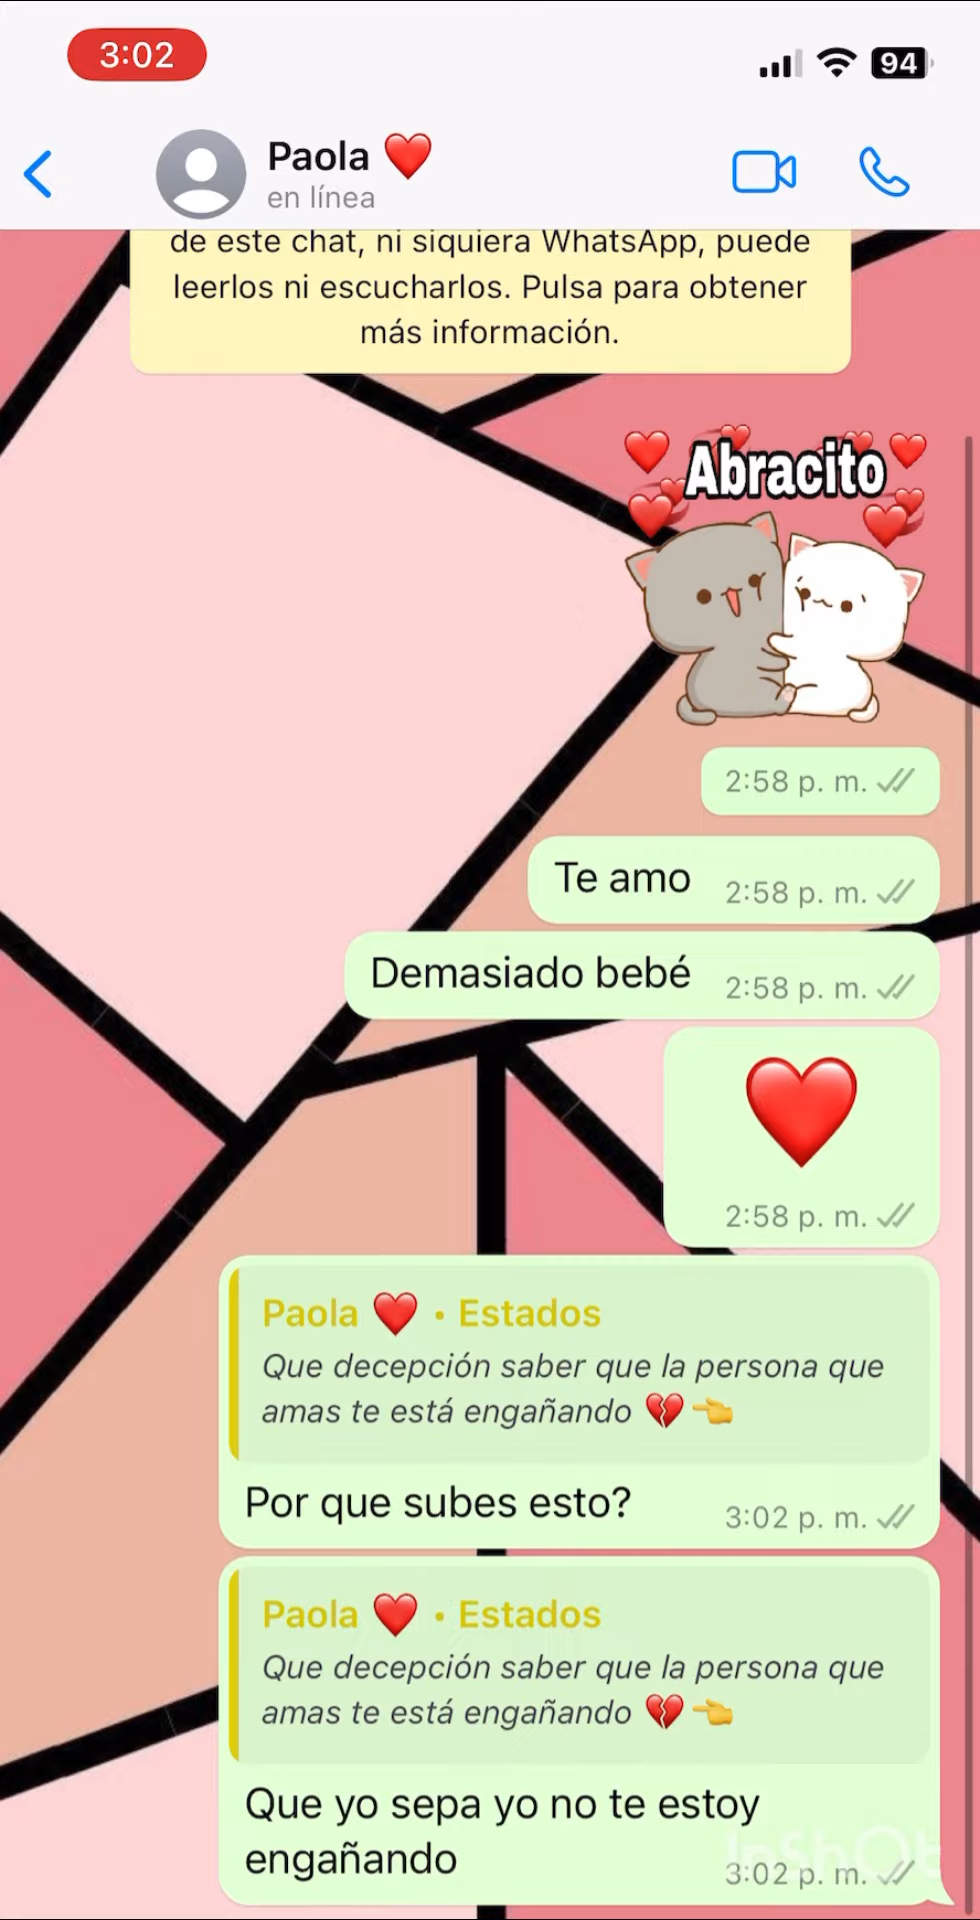 3:02
94
Paola ❤️
en línea
de este chat, ni siquiera WhatsApp, puede
leerlos ni escucharlos. Pulsa para obtener
más información.
Abracito
2:58 p. m.
Te amo 2:58 p. m.
Demasiado bebé 2:58 p. m.
❤️
2:58 p. m.
Paola ❤️ • Estados
Que decepción saber que la persona que
amas te está engañando 💔 👈
Por que subes esto? 3:02 p. m.
Paola ❤️ • Estados
Que decepción saber que la persona que
amas te está engañando 💔 👈
Que yo sepa yo no te estoy
engañando 3:02 p. m.
InShOt